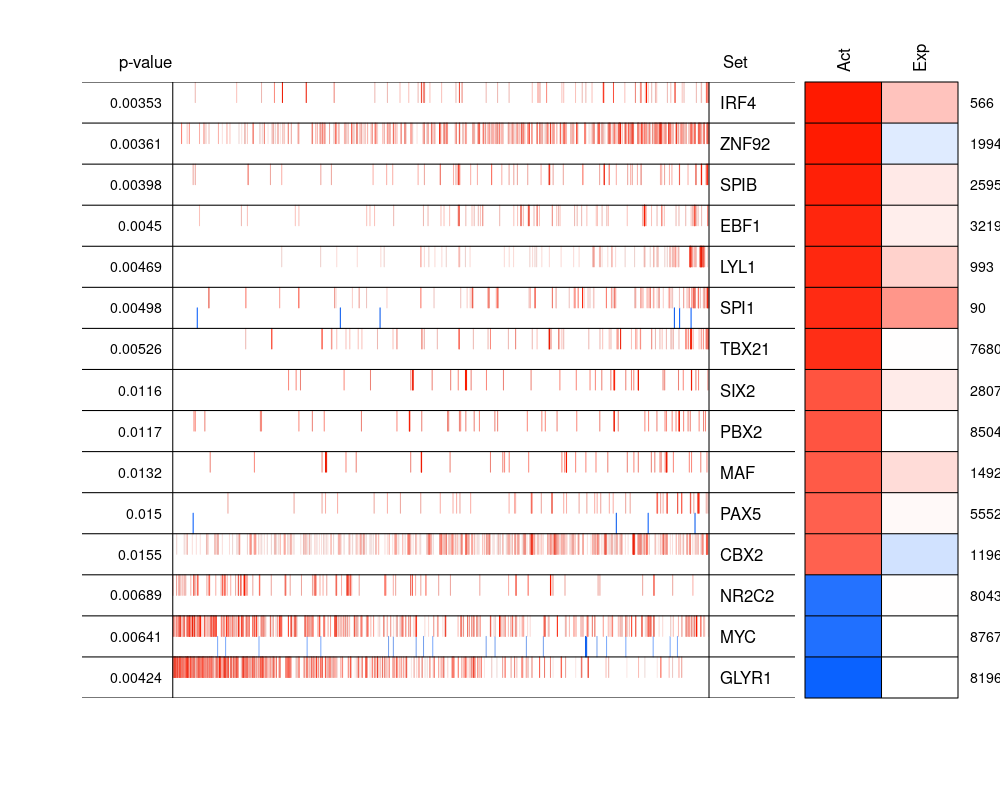 p-value Set Act Exp
0.00353 IRF4 566
0.00361 ZNF92 1994
0.00398 SPIB 2595
0.0045 EBF1 3219
0.00469 LYL1 993
0.00498 SPI1 90
0.00526 TBX21 7680
0.0116 SIX2 2807
0.0117 PBX2 8504
0.0132 MAF 1492
0.015 PAX5 5552
0.0155 CBX2 1196
0.00689 NR2C2 8043
0.00641 MYC 8767
0.00424 GLYR1 8196